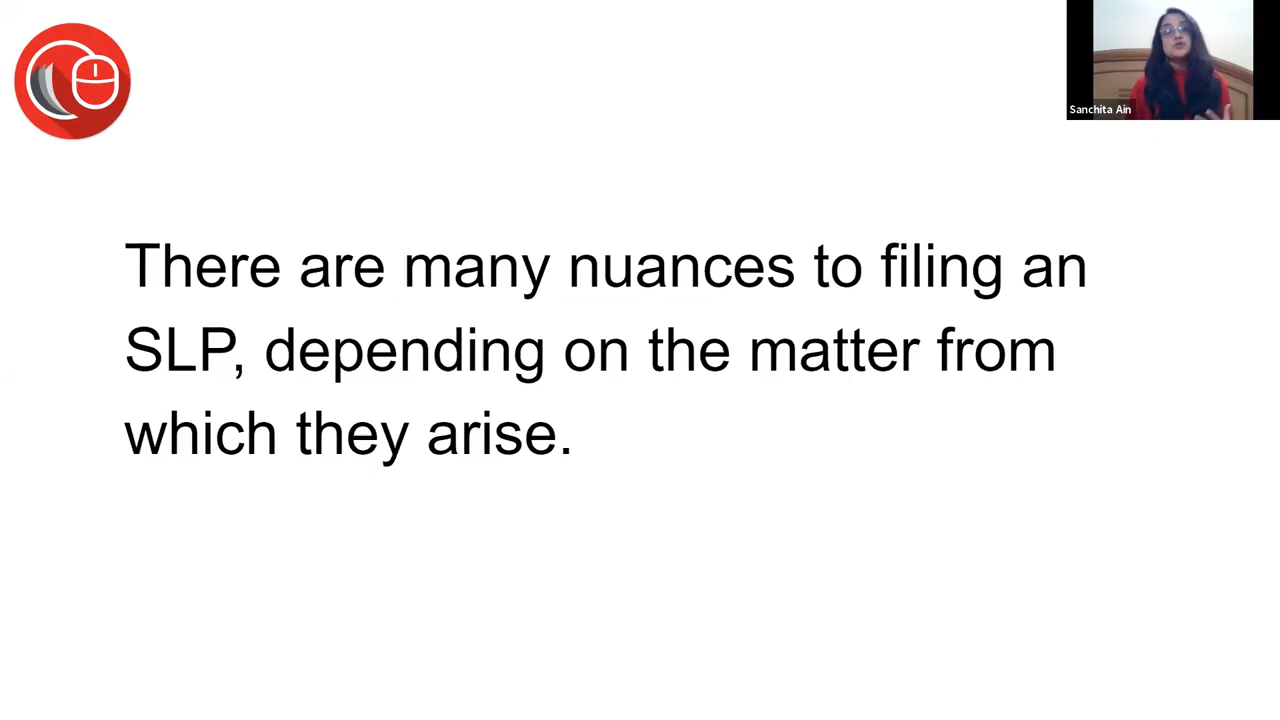 Sanchita Ain
There are many nuances to filing an
SLP, depending on the matter from
which they arise.